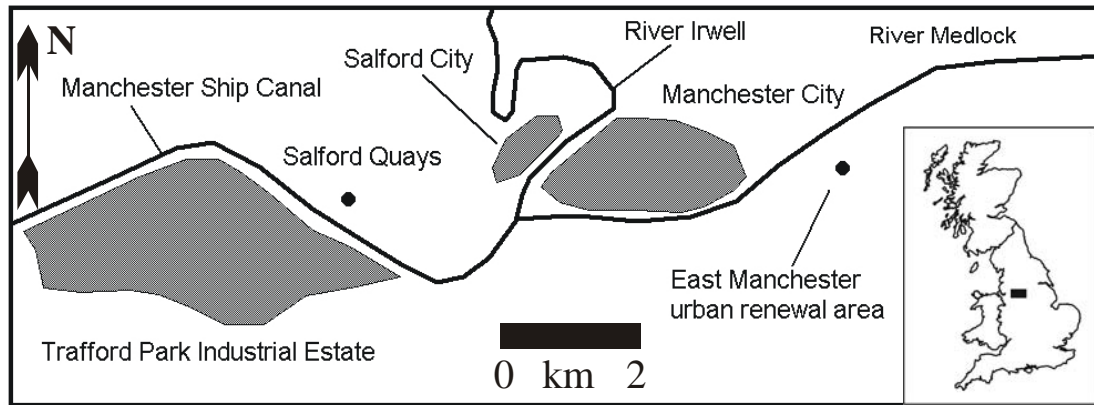 N
River Irwell
River Medlock
Salford City
Manchester Ship Canal
Manchester City
Salford Quays
East Manchester
urban renewal area
Trafford Park Industrial Estate
0 km 2